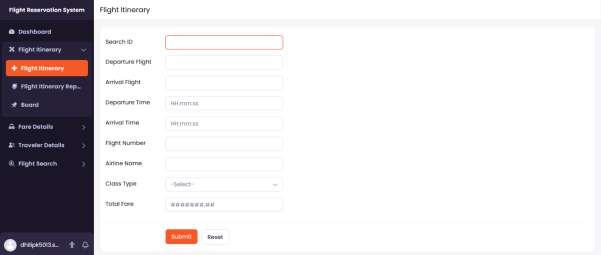 Flight Reservation System
Flight Itinerary
Dashboard
Flight Itinerary
Flight Itinerary
Flight Itinerary Rep...
Board
Fare Details
Traveler Details
Flight Search
dhilipk5013.s...
Search ID
Departure Flight
Arrival Flight
Departure Time
HH:mm:ss
Arrival Time
HH:mm:ss
Flight Number
Airline Name
Class Type
-Select-
Total Fare
#######.##
Submit
Reset